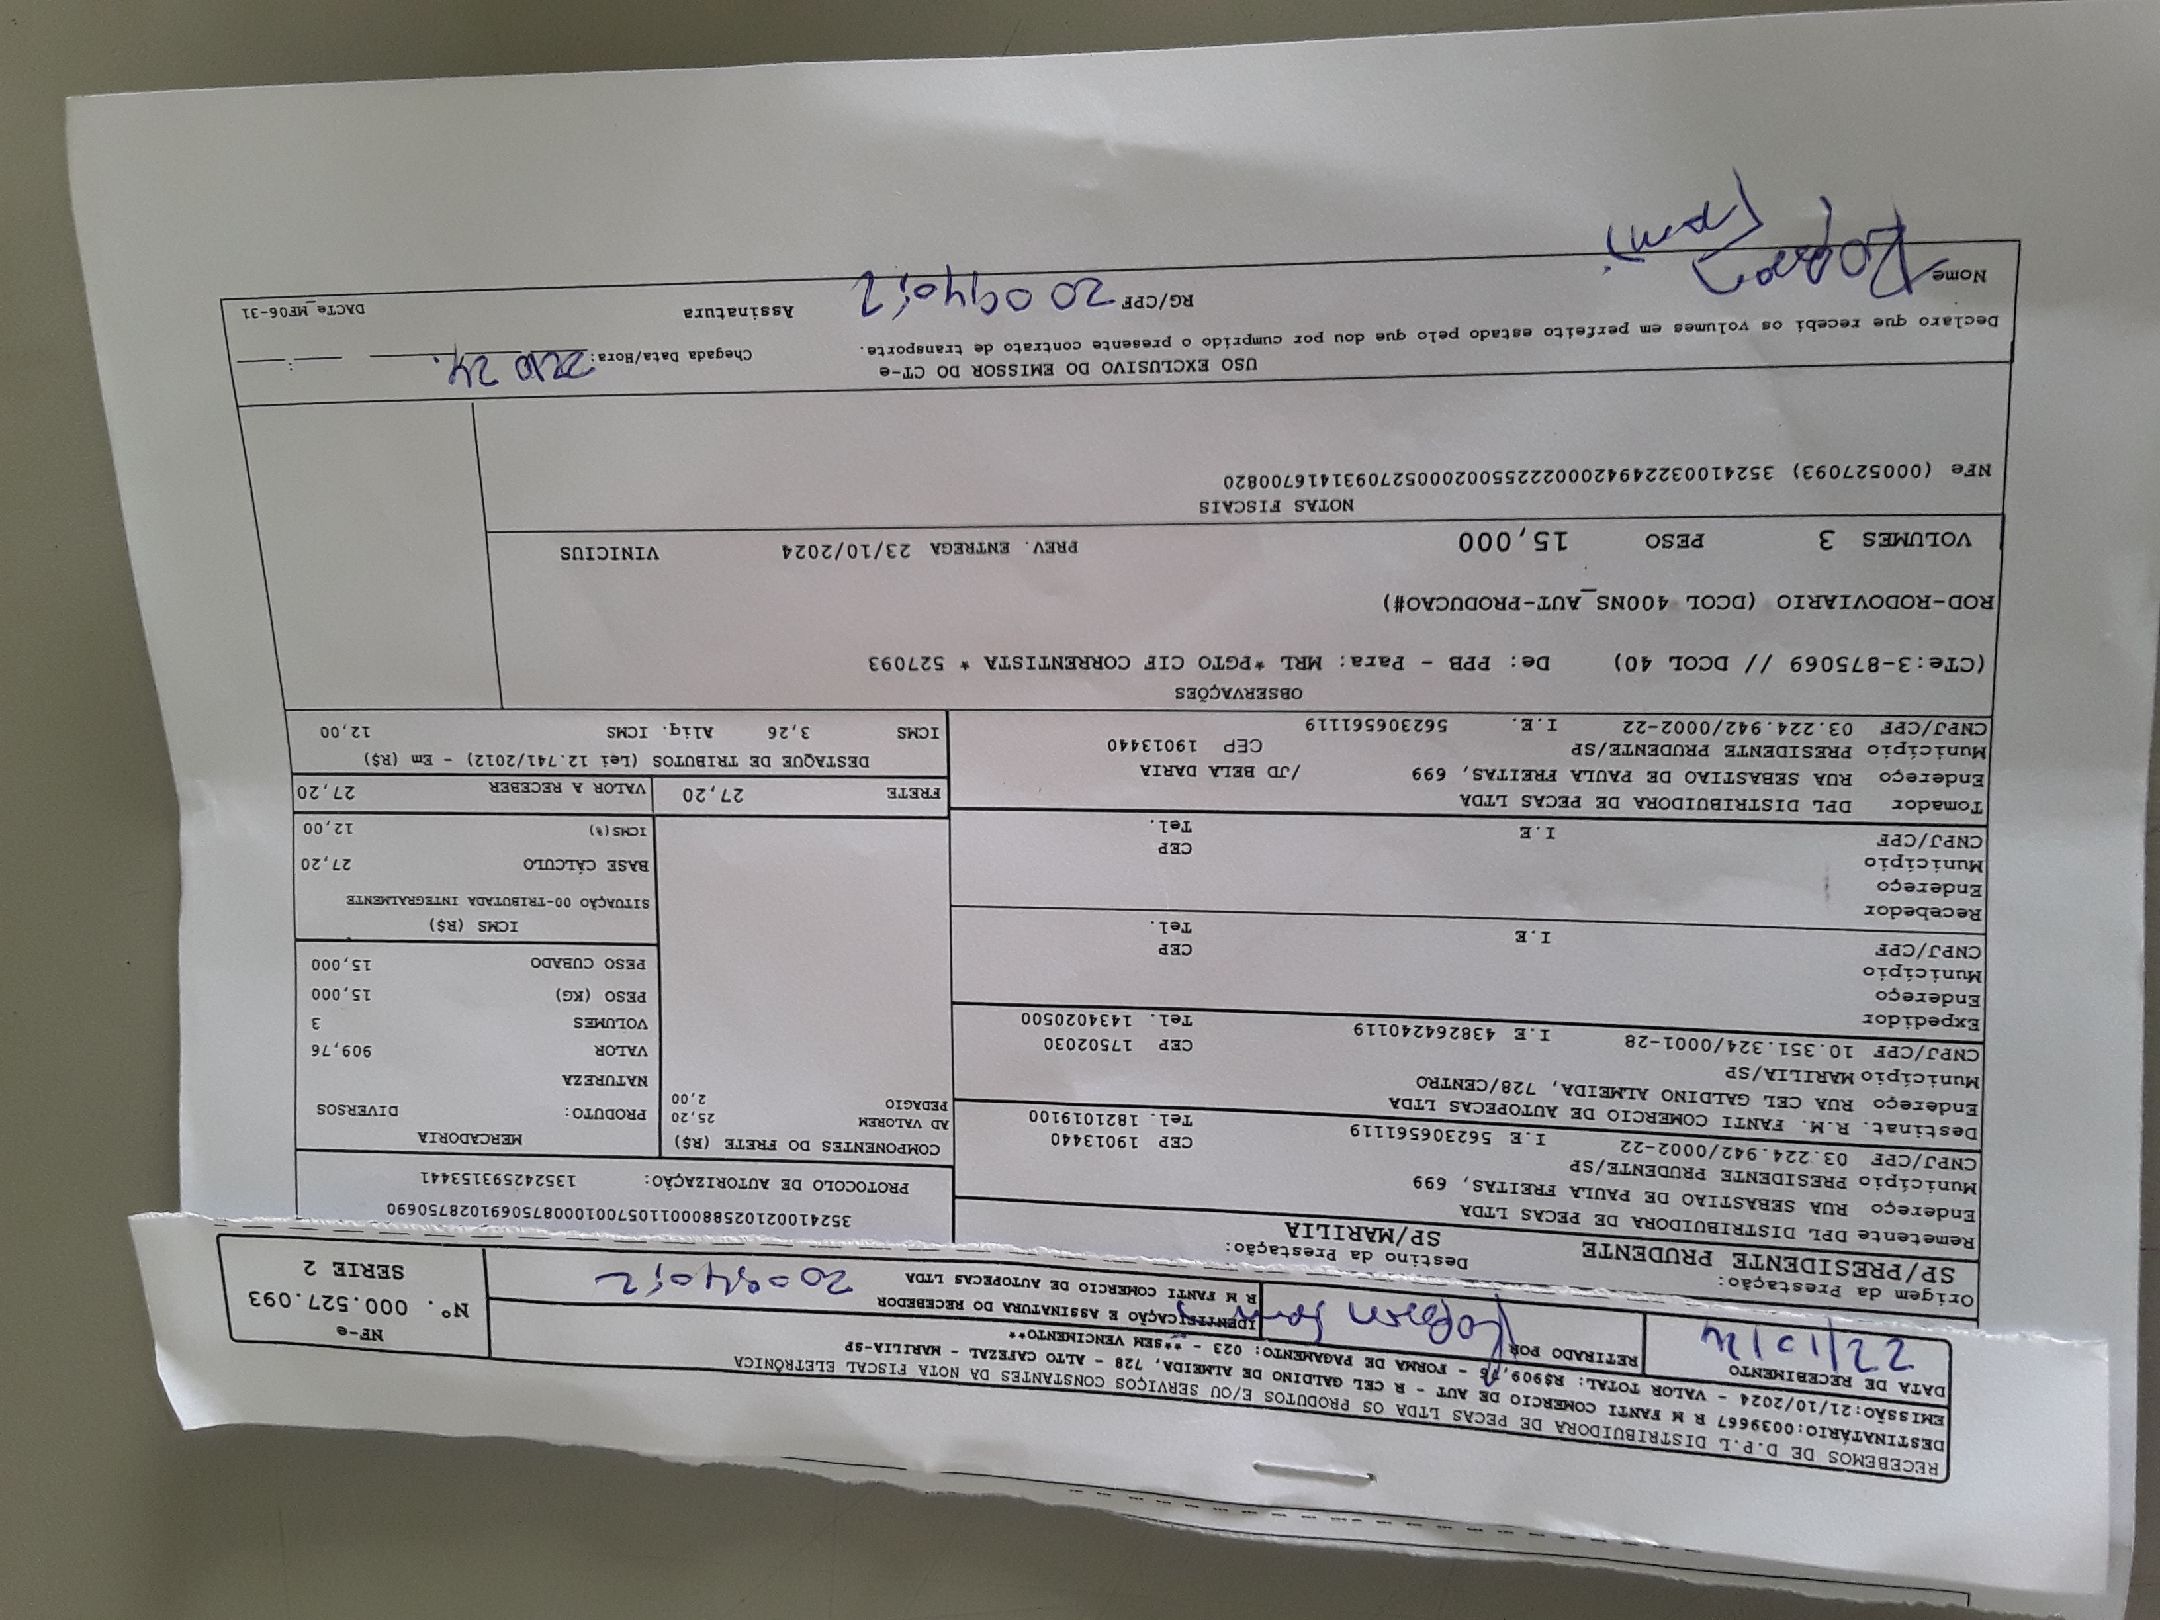 RECEBEMOS DE D.P.L DISTRIBUIDORA DE PECAS LTDA OS PRODUTOS E/OU SERVIÇOS CONSTANTES DA NOTA FISCAL ELETRÔNICA
DESTINATÁRIO:0039667 R M FANTI COMERCIO DE AUT - R CEL GALDINO DE ALMEIDA, 728 - ALTO CAFEZAL - MARILIA-SP
EMISSÃO:21/10/2024 - VALOR TOTAL: R$909,76 - FORMA DE PAGAMENTO: 023 - **SEM VENCIMENTO**
DATA DE RECEBIMENTO
22/10/24
RETIRADO POR
IDENTIFICAÇÃO E ASSINATURA DO RECEBEDOR
R M FANTI COMERCIO DE AUTOPECAS LTDA
NF-e
Nº. 000.527.093
SERIE 2
Origem da Prestação:
SP/PRESIDENTE PRUDENTE
Destino da Prestação:
SP/MARILIA
Remetente DPL DISTRIBUIDORA DE PECAS LTDA
Endereço RUA SEBASTIAO DE PAULA FREITAS, 699
Município PRESIDENTE PRUDENTE/SP CEP 19013440
CNPJ/CPF 03.224.942/0002-22 I.E 562306561119 Tel. 1821019100
Destinat. R.M. FANTI COMERCIO DE AUTOPECAS LTDA
Endereço RUA CEL GALDINO ALMEIDA, 728/CENTRO
Município MARILIA/SP CEP 17502030
CNPJ/CPF 10.351.324/0001-28 I.E 438264240119 Tel. 1434020500
Expedidor
Endereço
Município CEP
CNPJ/CPF I.E Tel.
Recebedor
Endereço
Município CEP
CNPJ/CPF I.E Tel.
Tomador DPL DISTRIBUIDORA DE PECAS LTDA
Endereço RUA SEBASTIAO DE PAULA FREITAS, 699 /JD BELA DARIA
Município PRESIDENTE PRUDENTE/SP CEP 19013440
CNPJ/CPF 03.224.942/0002-22 I.E. 562306561119
35241002102588000110570010008750691028750690
PROTOCOLO DE AUTORIZAÇÃO: 135242593153441
COMPONENTES DO FRETE (R$)
AD VALOREM 25,20
PEDAGIO 2,00
MERCADORIA
PRODUTO: DIVERSOS
NATUREZA
VALOR 909,76
VOLUMES 3
PESO (KG) 15,000
PESO CUBADO 15,000
ICMS (R$)
SITUAÇÃO 00-TRIBUTADA INTEGRALMENTE
BASE CÁLCULO 27,20
ICMS(%) 12,00
FRETE 27,20
VALOR A RECEBER 27,20
DESTAQUE DE TRIBUTOS (Lei 12.741/2012) - Em (R$)
ICMS 3,26 Aliq. ICMS 12,00
OBSERVAÇÕES
(CTe:3-875069 // DCOL 40) De: PPB - Para: MRL *PGTO CIF CORRENTISTA * 527093
ROD-RODOVIARIO (DCOL 400NS_AUT-PRODUCAO#)
VOLUMES 3 PESO 15,000 PREV. ENTREGA 23/10/2024 VINICIUS
NOTAS FISCAIS
NFe (000527093) 35241003224942000222550020005270931416700820
USO EXCLUSIVO DO EMISSOR DO CT-e
Declaro que recebi os volumes em perfeito estado pelo que dou por cumprido o presente contrato de transporte.
Chegada Data/Hora: 22 10 24.
Nome
RG/CPF
Assinatura
DACTe_MF06-31